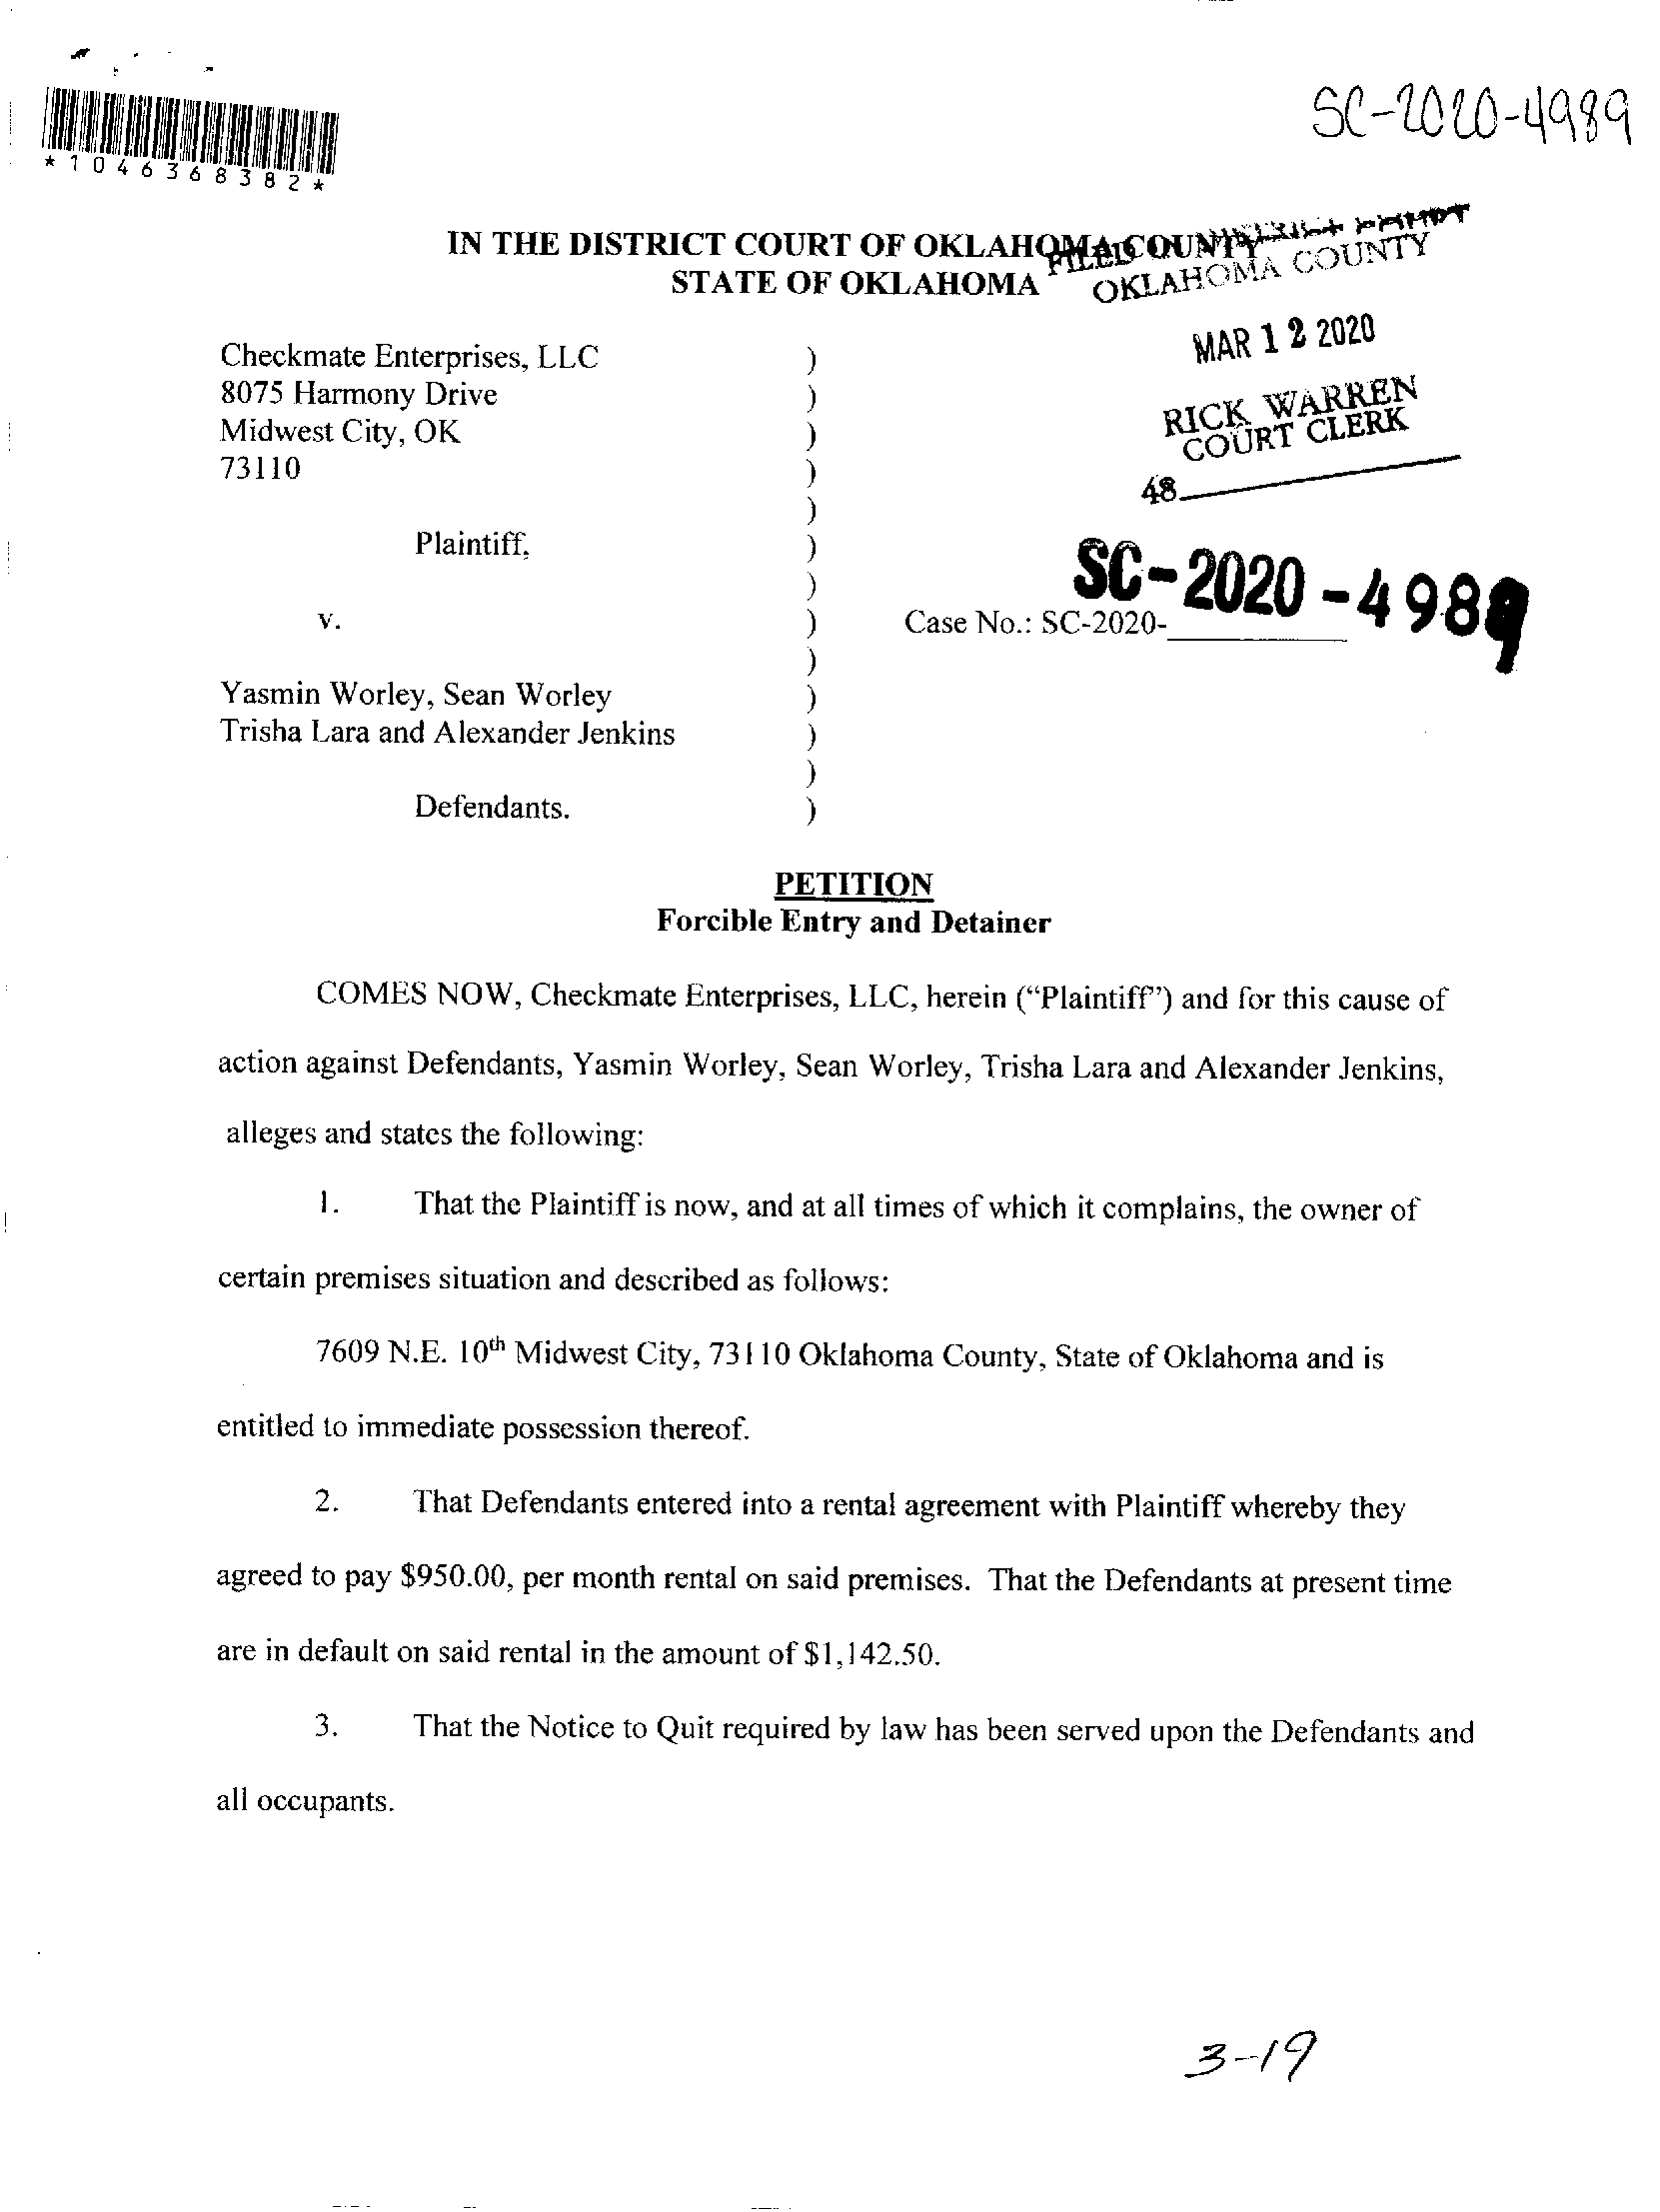 SC-2020-4989
*1046368382*
IN THE DISTRICT COURT OF OKLAHOMA COUNTY
STATE OF OKLAHOMA
FILED
OKLAHOMA COUNTY
MAR 12 2020
RICK WARREN
COURT CLERK
48
Checkmate Enterprises, LLC )
8075 Harmony Drive )
Midwest City, OK )
73110 )
)
Plaintiff, )
)
SC-2020-4989
v. ) Case No.: SC-2020-
)
Yasmin Worley, Sean Worley )
Trisha Lara and Alexander Jenkins )
)
Defendants. )
PETITION
Forcible Entry and Detainer
COMES NOW, Checkmate Enterprises, LLC, herein (“Plaintiff”) and for this cause of
action against Defendants, Yasmin Worley, Sean Worley, Trisha Lara and Alexander Jenkins,
alleges and states the following:
1. That the Plaintiff is now, and at all times of which it complains, the owner of
certain premises situation and described as follows:
7609 N.E. 10th Midwest City, 73110 Oklahoma County, State of Oklahoma and is
entitled to immediate possession thereof.
2. That Defendants entered into a rental agreement with Plaintiff whereby they
agreed to pay $950.00, per month rental on said premises. That the Defendants at present time
are in default on said rental in the amount of $1,142.50.
3. That the Notice to Quit required by law has been served upon the Defendants and
all occupants.
3-19